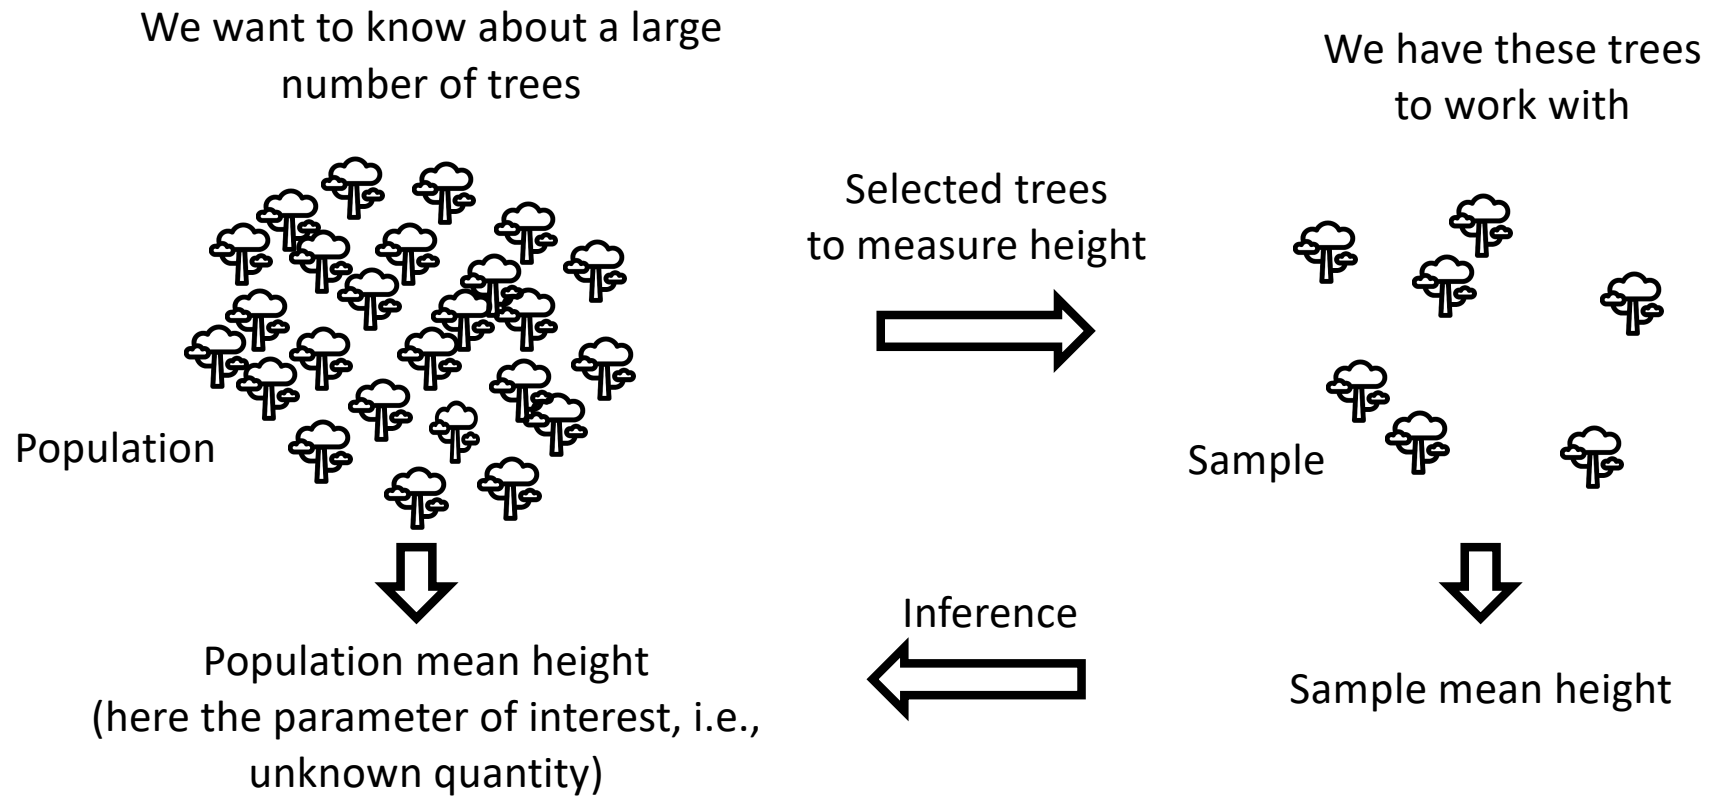 We want to know about a large
number of trees
We have these trees
to work with
Selected trees
to measure height
Population
Sample
Inference
Population mean height
(here the parameter of interest, i.e.,
unknown quantity)
Sample mean height